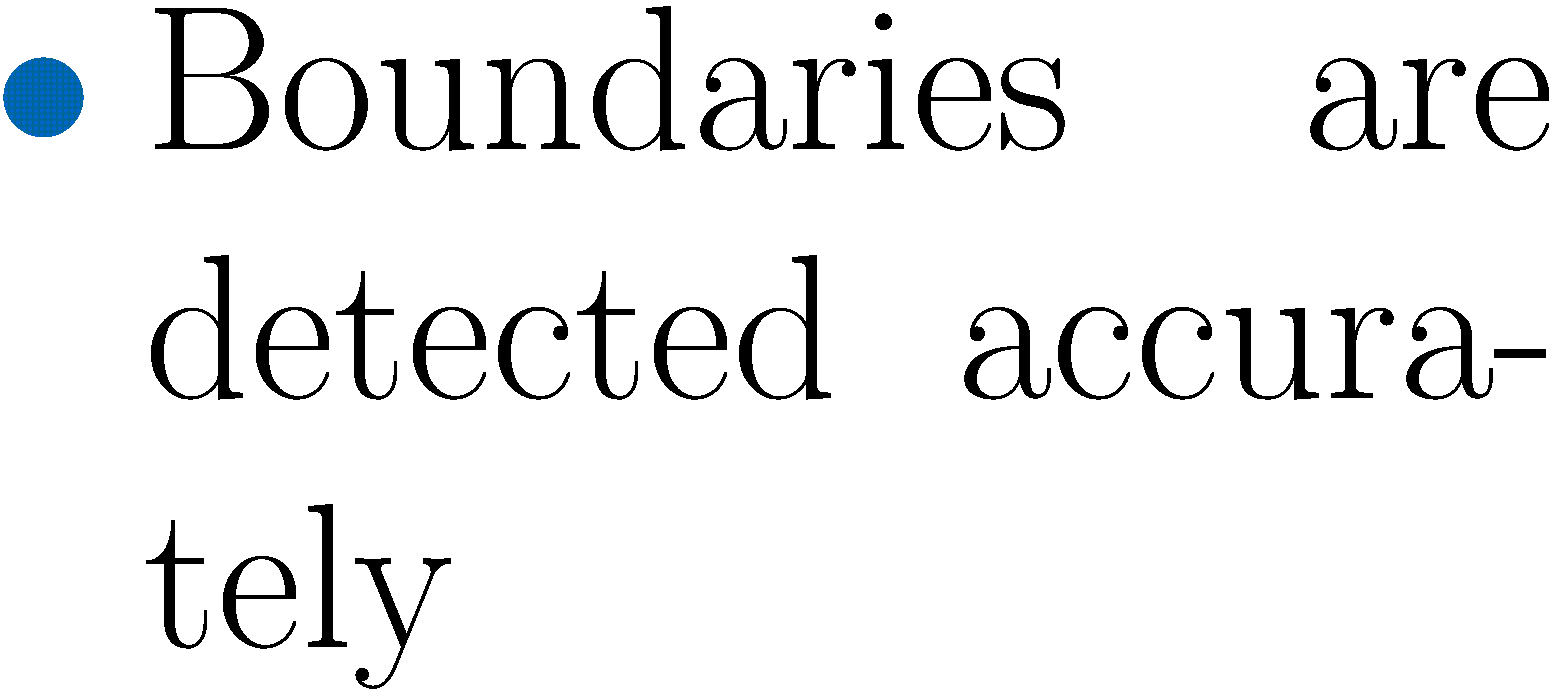 • Boundaries are
detected accura-
tely